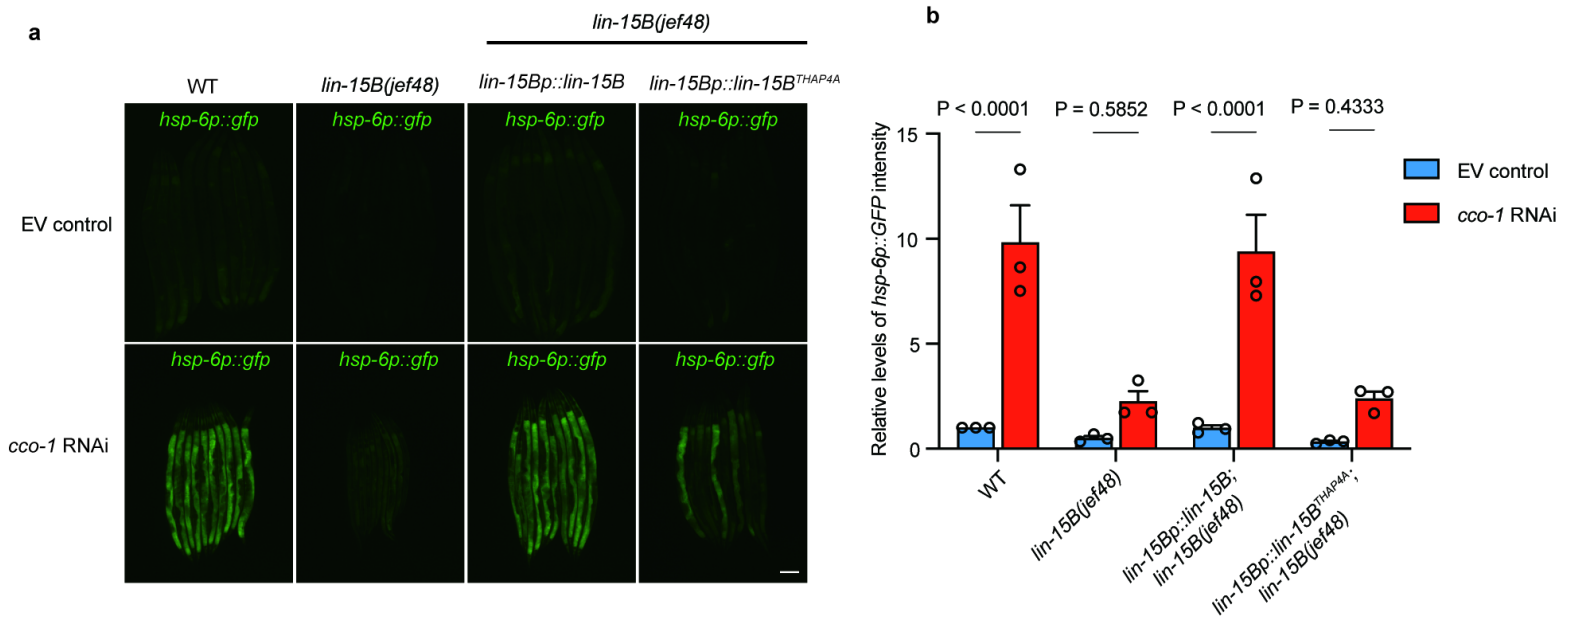 a
lin-15B(jef48)
WT
lin-15B(jef48)
lin-15Bp::lin-15B
lin-15Bp::lin-15B^THAP4A
hsp-6p::gfp
hsp-6p::gfp
hsp-6p::gfp
hsp-6p::gfp
EV control
hsp-6p::gfp
hsp-6p::gfp
hsp-6p::gfp
hsp-6p::gfp
cco-1 RNAi
b
P < 0.0001
P = 0.5852
P < 0.0001
P = 0.4333
Relative levels of hsp-6p::GFP intensity
15
10
5
0
EV control
cco-1 RNAi
WT
lin-15B(jef48)
lin-15Bp::lin-15B;
lin-15B(jef48)
lin-15Bp::lin-15B^THAP4A;
lin-15B(jef48)